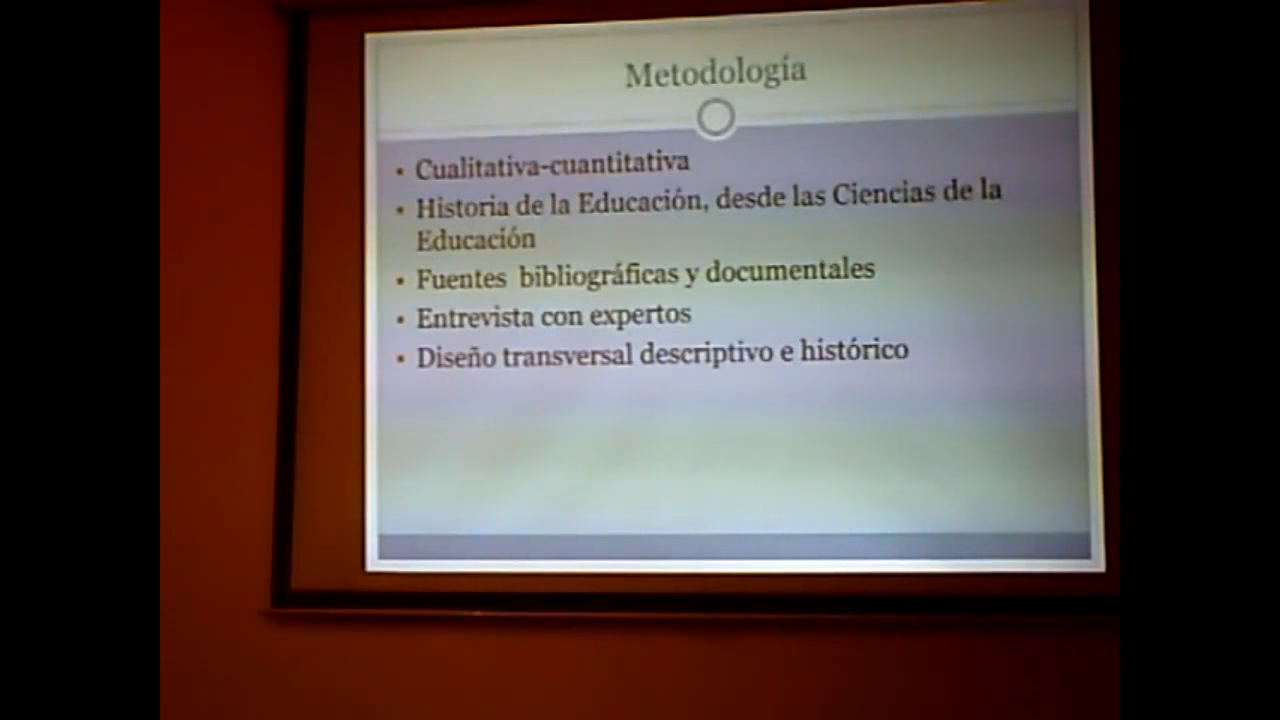 Metodología
• Cualitativa-cuantitativa
• Historia de la Educación, desde las Ciencias de la
Educación
• Fuentes bibliográficas y documentales
• Entrevista con expertos
• Diseño transversal descriptivo e histórico